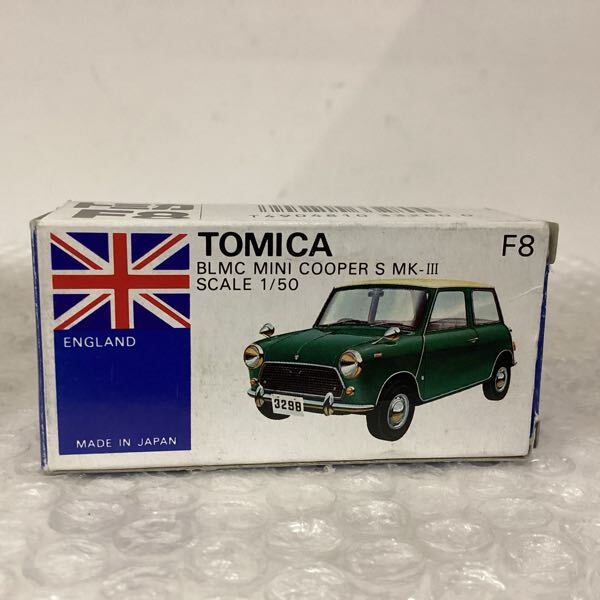 TOMICA
F8
BLMC MINI COOPER S MK-III
SCALE 1/50
ENGLAND
3298
MADE IN JAPAN